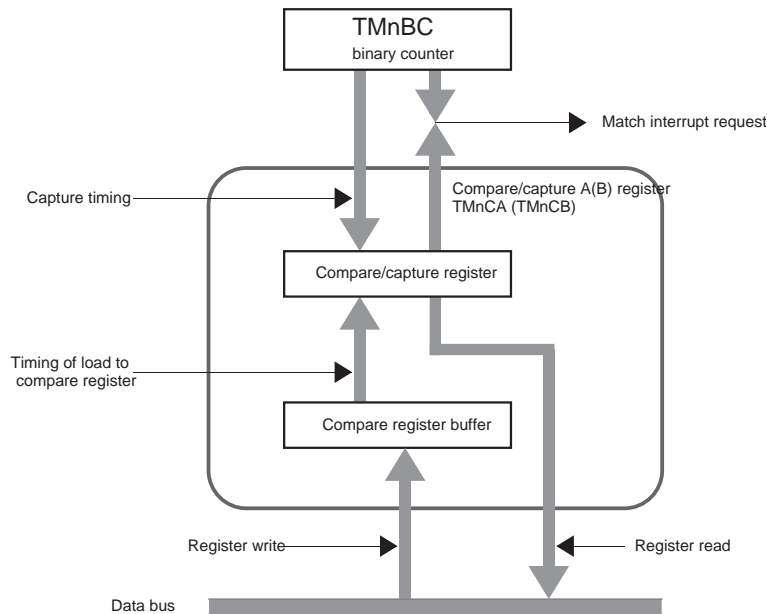 TMnBC
binary counter
Match interrupt request
Capture timing
Compare/capture A(B) register
TMnCA (TMnCB)
Compare/capture register
Timing of load to
compare register
Compare register buffer
Register write
Register read
Data bus